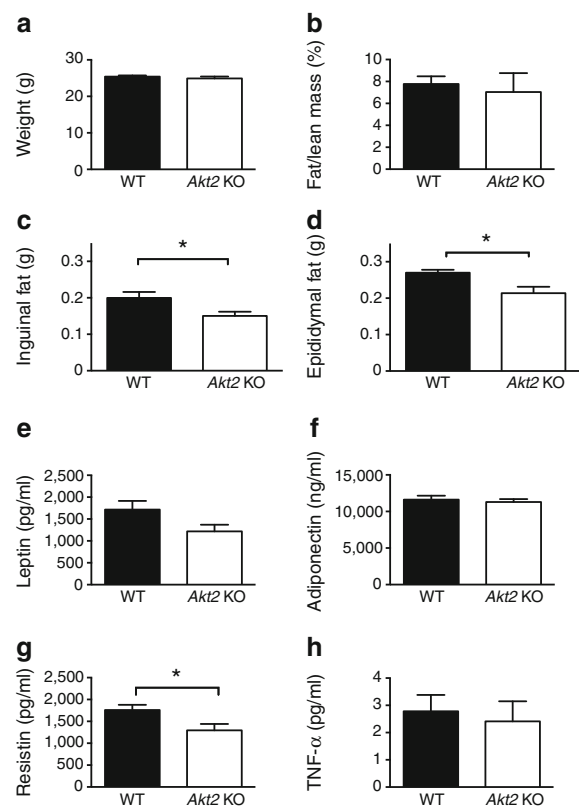 a
Weight (g)
30
20
10
0
WT
Akt2 KO
b
Fat/lean mass (%)
10
8
6
4
2
0
WT
Akt2 KO
c
*
Inguinal fat (g)
0.3
0.2
0.1
0
WT
Akt2 KO
d
*
Epididymal fat (g)
0.3
0.2
0.1
0
WT
Akt2 KO
e
Leptin (pg/ml)
2,500
2,000
1,500
1,000
500
0
WT
Akt2 KO
f
Adiponectin (ng/ml)
15,000
10,000
5,000
0
WT
Akt2 KO
g
*
Resistin (pg/ml)
2,500
2,000
1,500
1,000
500
0
WT
Akt2 KO
h
TNF-α (pg/ml)
4
3
2
1
0
WT
Akt2 KO